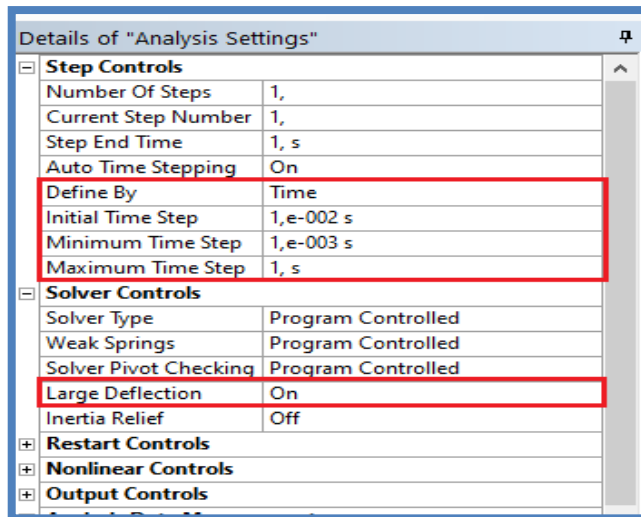 Details of "Analysis Settings"
Step Controls
Number Of Steps 1,
Current Step Number 1,
Step End Time 1, s
Auto Time Stepping On
Define By Time
Initial Time Step 1,e-002 s
Minimum Time Step 1,e-003 s
Maximum Time Step 1, s
Solver Controls
Solver Type Program Controlled
Weak Springs Program Controlled
Solver Pivot Checking Program Controlled
Large Deflection On
Inertia Relief Off
Restart Controls
Nonlinear Controls
Output Controls